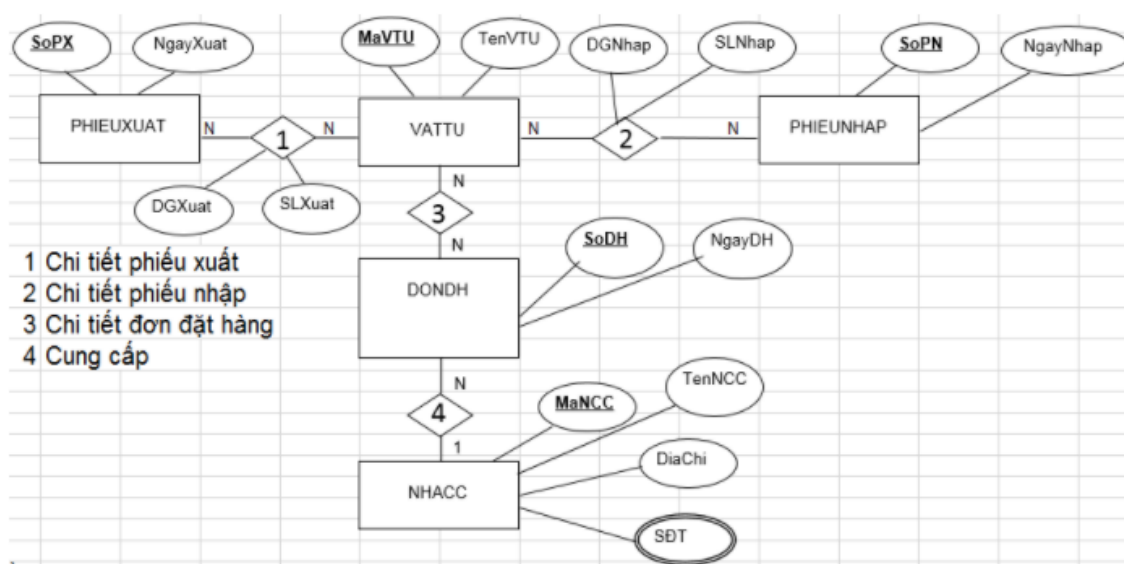 SoPX
NgayXuat
MaVTU
TenVTU
DGNhap
SLNhap
SoPN
NgayNhap
PHIEUXUAT
N
1
N
VATTU
N
2
N
PHIEUNHAP
DGXuat
SLXuat
N
3
N
SoDH
NgayDH
1 Chi tiết phiếu xuất
2 Chi tiết phiếu nhập
3 Chi tiết đơn đặt hàng
4 Cung cấp
DONDH
N
4
1
MaNCC
TenNCC
DiaChi
NHACC
SĐT